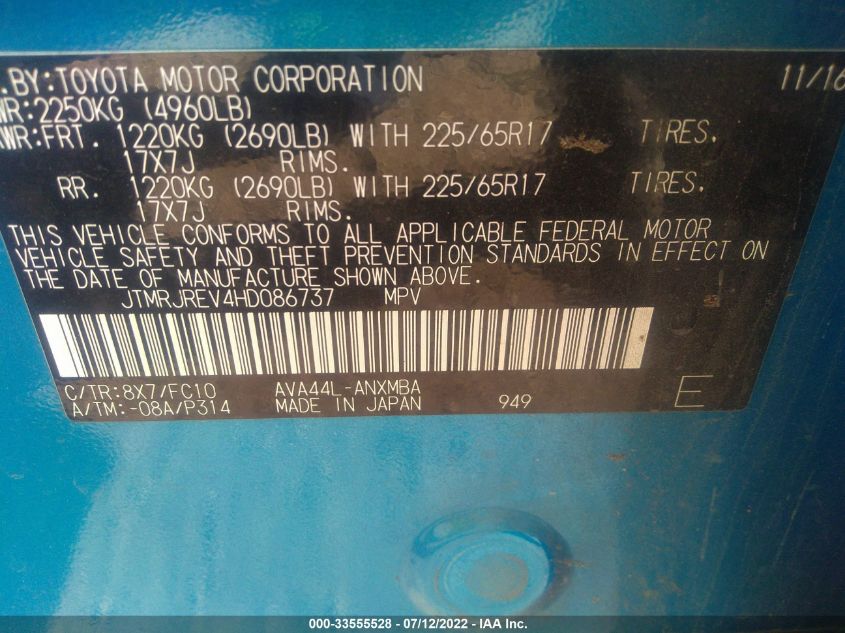 .BY:TOYOTA MOTOR CORPORATION 11/16
WR:2250KG (4960LB)
WR:FRT. 1220KG (2690LB) WITH 225/65R17 TIRES.
17X7J RIMS.
RR. 1220KG (2690LB) WITH 225/65R17 TIRES.
17X7J RIMS.
THIS VEHICLE CONFORMS TO ALL APPLICABLE FEDERAL MOTOR
VEHICLE SAFETY AND THEFT PREVENTION STANDARDS IN EFFECT ON
THE DATE OF MANUFACTURE SHOWN ABOVE.
JTMRJREV4HD086737 MPV
C/TR:8X7/FC10 AVA44L-ANXMBA
A/TM:-08A/P314 MADE IN JAPAN 949 E
000-33555528 - 07/12/2022 - IAA Inc.